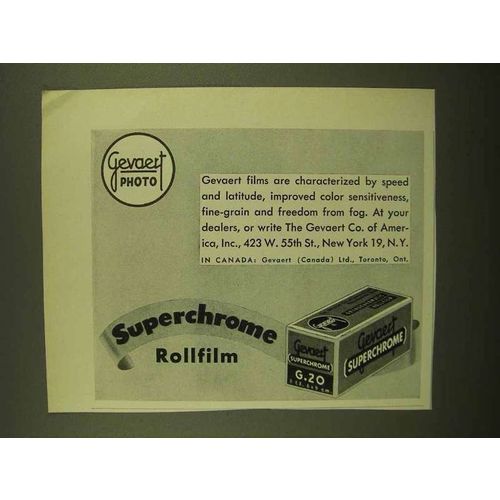 Gevaert
PHOTO
Gevaert films are characterized by speed
and latitude, improved color sensitiveness,
fine-grain and freedom from fog. At your
dealers, or write The Gevaert Co. of Amer-
ica, Inc., 423 W. 55th St., New York 19, N.Y.
IN CANADA: Gevaert (Canada) Ltd., Toronto, Ont.
Superchrome
Rollfilm
Gevaert
Gevaert
SUPERCHROME
Gevaert
SUPERCHROME
G.20